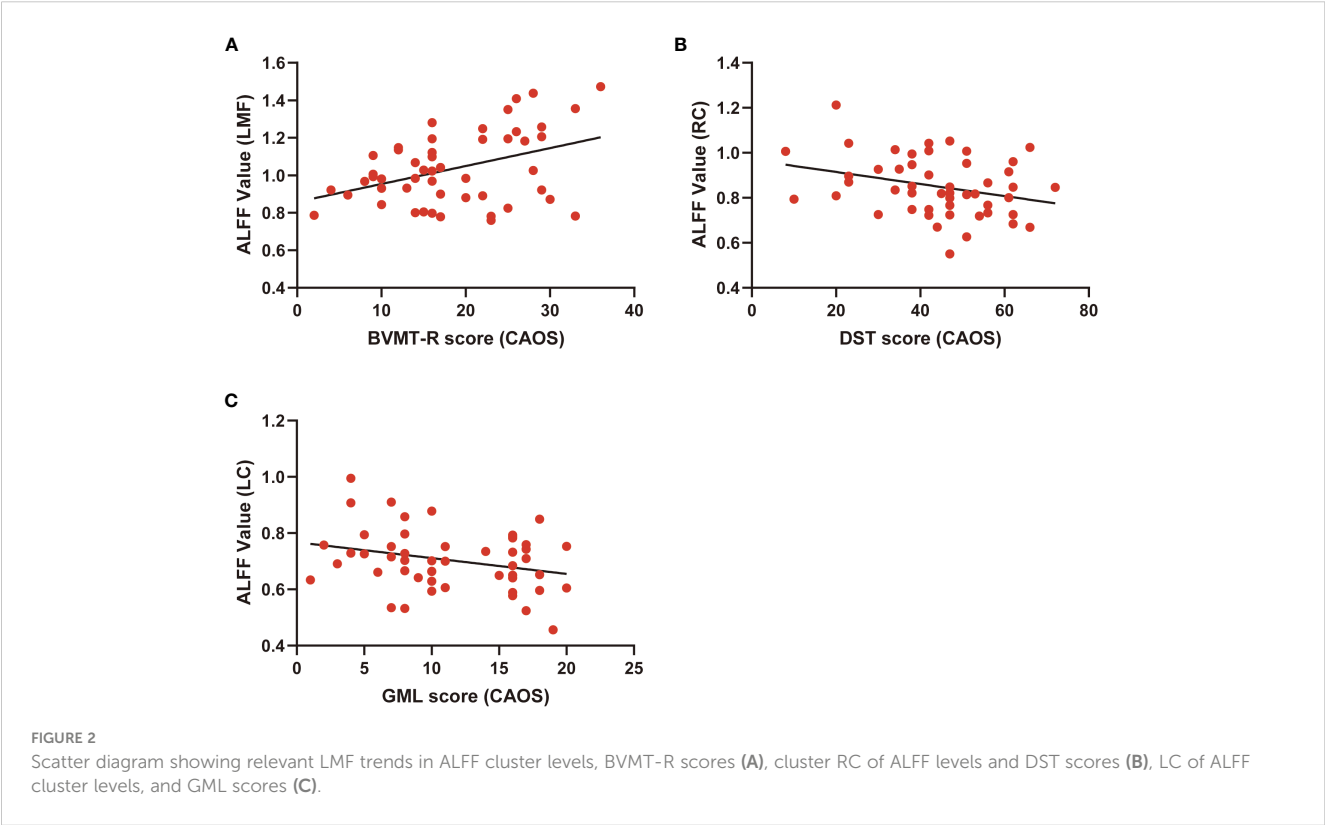 A
1.6
1.4
1.2
1.0
0.8
0.6
0.4
0
10
20
30
40
ALFF Value (LMF)
BVMT-R score (CAOS)
B
1.4
1.2
1.0
0.8
0.6
0.4
0
20
40
60
80
ALFF Value (RC)
DST score (CAOS)
C
1.2
1.0
0.8
0.6
0.4
0
5
10
15
20
25
ALFF Value (LC)
GML score (CAOS)
FIGURE 2
Scatter diagram showing relevant LMF trends in ALFF cluster levels, BVMT-R scores (A), cluster RC of ALFF levels and DST scores (B), LC of ALFF
cluster levels, and GML scores (C).